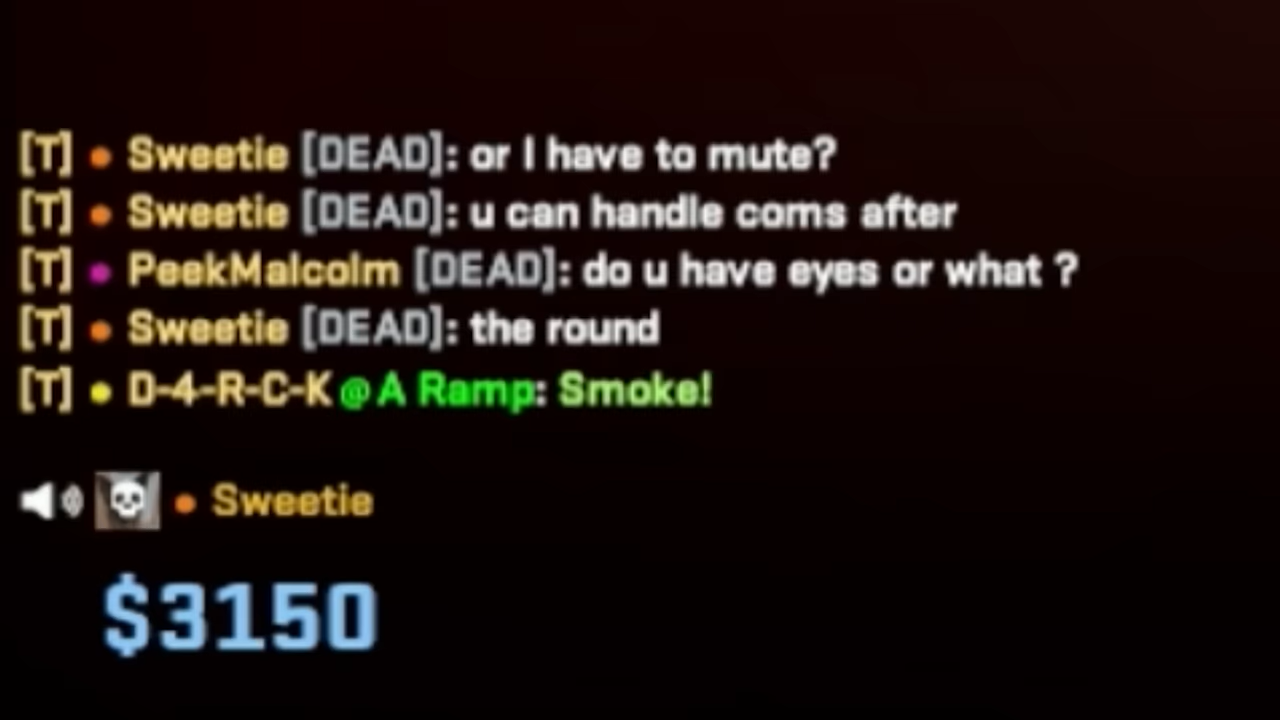 [T] • Sweetie [DEAD]: or I have to mute?
[T] • Sweetie [DEAD]: u can handle coms after
[T] • PeekMalcolm [DEAD]: do u have eyes or what ?
[T] • Sweetie [DEAD]: the round
[T] • D-4-R-C-K @ A Ramp: Smoke!
• Sweetie
$3150